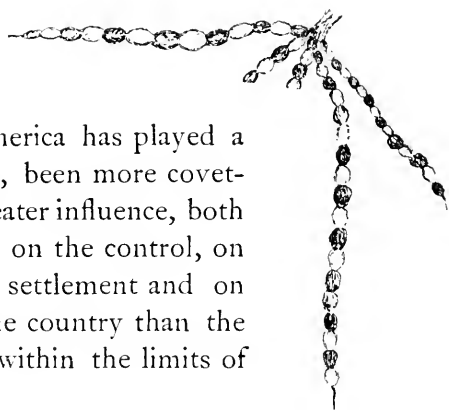 merica has played a
, been more covet-
eater influence, both
on the control, on
settlement and on
e country than the
within the limits of